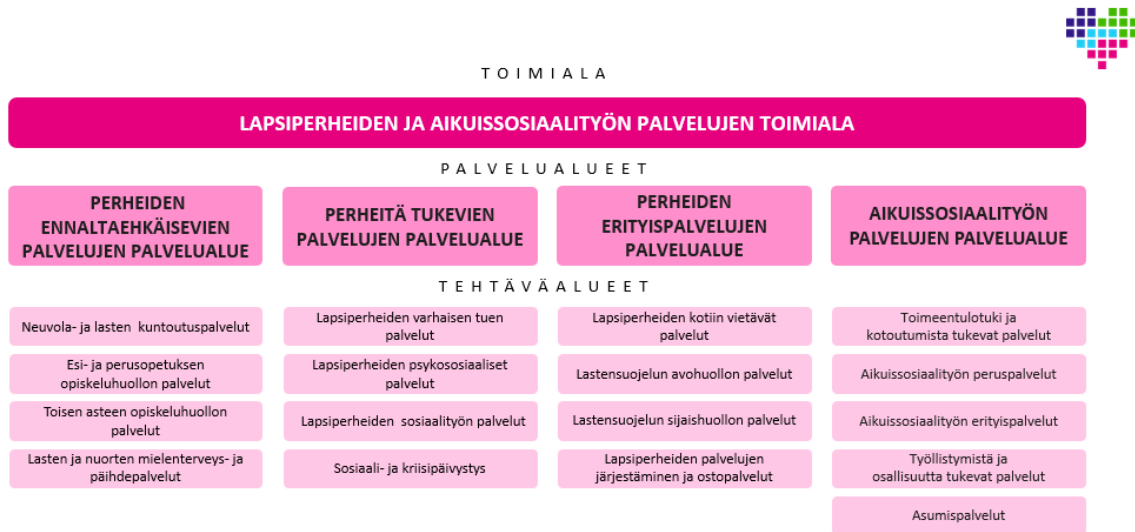 TOIMIALA
LAPSIPERHEIDEN JA AIKUISSOSIAALITYÖN PALVELUJEN TOIMIALA
PALVELUALUEET
PERHEIDEN
ENNALTAEHKÄISEVIEN
PALVELUJEN PALVELUALUE
PERHEITÄ TUKEVIEN
PALVELUJEN PALVELUALUE
PERHEIDEN
ERITYISPALVELUJEN
PALVELUALUE
AIKUISSOSIAALITYÖN
PALVELUJEN PALVELUALUE
TEHTÄVÄALUEET
Neuvola- ja lasten kuntoutuspalvelut
Esi- ja perusopetuksen
opiskeluhuollon palvelut
Toisen asteen opiskeluhuollon
palvelut
Lasten ja nuorten mielenterveys- ja
päihdepalvelut
Lapsiperheiden varhaisen tuen
palvelut
Lapsiperheiden psykososiaaliset
palvelut
Lapsiperheiden sosiaalityön palvelut
Sosiaali- ja kriisipäivystys
Lapsiperheiden kotiin vietävät
palvelut
Lastensuojelun avohuollon palvelut
Lastensuojelun sijaishuollon palvelut
Lapsiperheiden palvelujen
järjestäminen ja ostopalvelut
Toimeentulotuki ja
kotoutumista tukevat palvelut
Aikuissosiaalityön peruspalvelut
Aikuissosiaalityön erityispalvelut
Työllistymistä ja
osallisuutta tukevat palvelut
Asumispalvelut